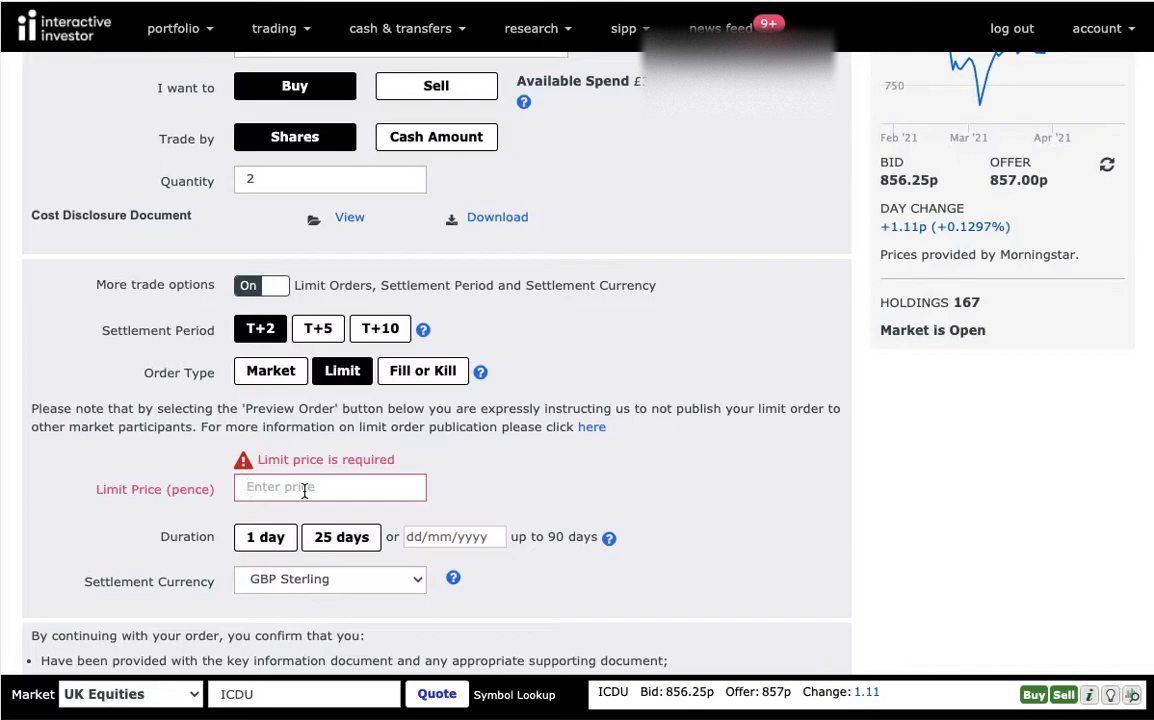 interactive investor
portfolio trading cash & transfers research sipp news feed 9+ log out account
I want to Buy Sell Available Spend £
Trade by Shares Cash Amount
Quantity 2
Cost Disclosure Document View Download
More trade options On Limit Orders, Settlement Period and Settlement Currency
Settlement Period T+2 T+5 T+10
Order Type Market Limit Fill or Kill
Please note that by selecting the 'Preview Order' button below you are expressly instructing us to not publish your limit order to
other market participants. For more information on limit order publication please click here
Limit price is required
Limit Price (pence) Enter price
Duration 1 day 25 days or dd/mm/yyyy up to 90 days
Settlement Currency GBP Sterling
By continuing with your order, you confirm that you:
• Have been provided with the key information document and any appropriate supporting document;
750
Feb '21 Mar '21 Apr '21
BID OFFER
856.25p 857.00p
DAY CHANGE
+1.11p (+0.1297%)
Prices provided by Morningstar.
HOLDINGS 167
Market is Open
Market UK Equities ICDU Quote Symbol Lookup ICDU Bid: 856.25p Offer: 857p Change: 1.11 Buy Sell i